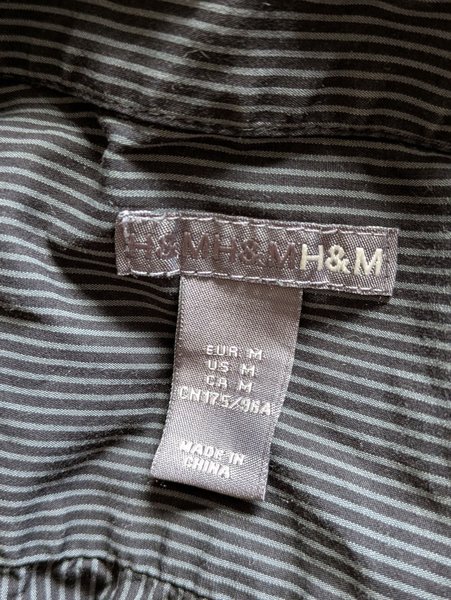 H&MH&MH&M
EUR M
US M
CA M
CN175/96A
MADE IN
CHINA